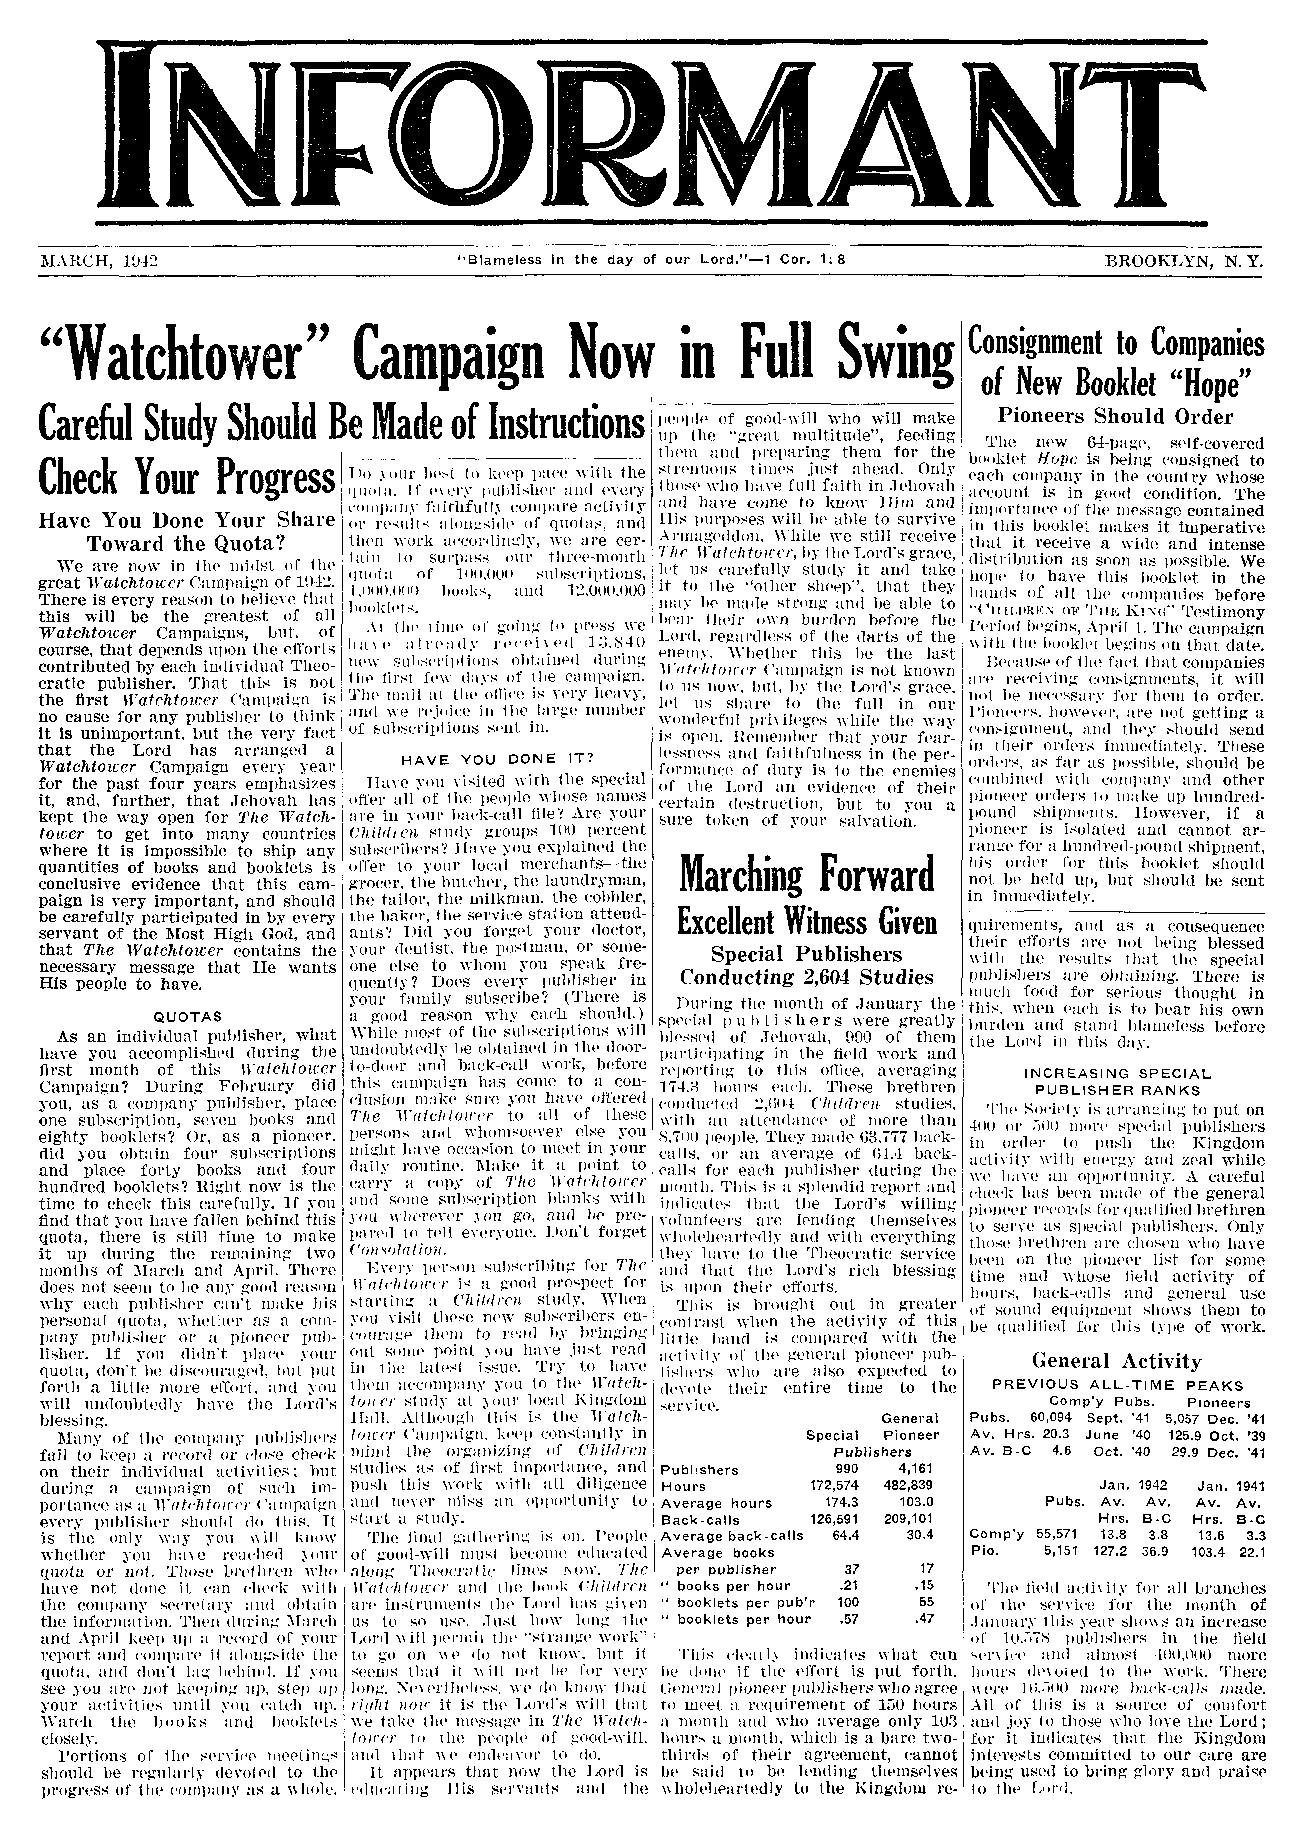 INFORMANT
MARCH, 1942
"Blameless in the day of our Lord."—1 Cor. 1:8
BROOKLYN, N. Y.
"Watchtower" Campaign Now in Full Swing
Careful Study Should Be Made of Instructions
Check Your Progress
Have You Done Your Share
Toward the Quota?
We are now in the midst of the
great Watchtower Campaign of 1942.
There is every reason to believe that
this will be the greatest of all
Watchtower Campaigns, but, of
course, that depends upon the efforts
contributed by each individual Theo-
cratic publisher. That this is not
the first Watchtower Campaign is
no cause for any publisher to think
it is unimportant, but the very fact
that the Lord has arranged a
Watchtower Campaign every year
for the past four years emphasizes
it, and, further, that Jehovah has
kept the way open for The Watch-
tower to get into many countries
where it is impossible to ship any
quantities of books and booklets is
conclusive evidence that this cam-
paign is very important, and should
be carefully participated in by every
servant of the Most High God, and
that The Watchtower contains the
necessary message that He wants
His people to have.
QUOTAS
As an individual publisher, what
have you accomplished during the
first month of this Watchtower
Campaign? During February did
you, as a company publisher, place
one subscription, seven books and
eighty booklets? Or, as a pioneer,
did you obtain four subscriptions
and place forty books and four
hundred booklets? Right now is the
time to check this carefully. If you
find that you have fallen behind this
quota, there is still time to make
it up during the remaining two
months of March and April. There
does not seem to be any good reason
why each publisher can't make his
personal quota, whether as a com-
pany publisher or a pioneer pub-
lisher. If you didn't place your
quota, don't be discouraged, but put
forth a little more effort, and you
will undoubtedly have the Lord's
blessing.
Many of the company publishers
fail to keep a record or close check
on their individual activities; but
during a campaign of such im-
portance as a Watchtower Campaign
every publisher should do this. It
is the only way you will know
whether you have reached your
quota or not. Those brethren who
have not done it can check with
the company secretary and obtain
the information. Then during March
and April keep up a record of your
report and compare it alongside the
quota, and don't lag behind. If you
see you are not keeping up, step up
your activities until you catch up.
Watch the books and booklets
closely.
Portions of the service meetings
should be regularly devoted to the
progress of the company as a whole.
Do your best to keep pace with the
quota. If every publisher and every
company faithfully compare activity
or results alongside of quotas, and
then work accordingly, we are cer-
tain to surpass our three-month
quota of 100,000 subscriptions,
1,000,000 books, and 12,000,000
booklets.
At the time of going to press we
have already received 13,840
new subscriptions obtained during
the first few days of the campaign.
The mail at the office is very heavy,
and we rejoice in the large number
of subscriptions sent in.
HAVE YOU DONE IT?
Have you visited with the special
offer all of the people whose names
are in your back-call file? Are your
Children study groups 100 percent
subscribers? Have you explained the
offer to your local merchants—the
grocer, the butcher, the laundryman,
the tailor, the milkman, the cobbler,
the baker, the service station attend-
ants? Did you forget your doctor,
your dentist, the postman, or some-
one else to whom you speak fre-
quently? Does every publisher in
your family subscribe? (There is
a good reason why each should.)
While most of the subscriptions will
undoubtedly be obtained in the door-
to-door and back-call work, before
this campaign has come to a con-
clusion make sure you have offered
The Watchtower to all of these
persons and whomsoever else you
might have occasion to meet in your
daily routine. Make it a point to
carry a copy of The Watchtower
and some subscription blanks with
you wherever you go, and be pre-
pared to tell everyone. Don't forget
Consolation.
Every person subscribing for The
Watchtower is a good prospect for
starting a Children study. When
you visit these new subscribers en-
courage them to read by bringing
out some point you have just read
in the latest issue. Try to have
them accompany you to the Watch-
tower study at your local Kingdom
Hall. Although this is the Watch-
tower Campaign, keep constantly in
mind the organizing of Children
studies as of first importance, and
push this work with all diligence
and never miss an opportunity to
start a study.
The final gathering is on. People
of good-will must become educated
along Theocratic lines NOW. The
Watchtower and the book Children
are instruments the Lord has given
us to so use. Just how long the
Lord will permit the "strange work"
to go on we do not know, but it
seems that it will not be for very
long. Nevertheless, we do know that
right now it is the Lord's will that
we take the message in The Watch-
tower to the people of good-will,
and that we endeavor to do.
It appears that now the Lord is
educating His servants and the
people of good-will who will make
up the "great multitude", feeding
them and preparing them for the
strenuous times just ahead. Only
those who have full faith in Jehovah
and have come to know Him and
His purposes will be able to survive
Armageddon. While we still receive
The Watchtower, by the Lord's grace,
let us carefully study it and take
it to the "other sheep", that they
may be made strong and be able to
bear their own burden before the
Lord, regardless of the darts of the
enemy. Whether this be the last
Watchtower Campaign is not known
to us now, but, by the Lord's grace,
let us share to the full in our
wonderful privileges while the way
is open. Remember that your fear-
lessness and faithfulness in the per-
formance of duty is to the enemies
of the Lord an evidence of their
certain destruction, but to you a
sure token of your salvation.
Marching Forward
Excellent Witness Given
Special Publishers
Conducting 2,604 Studies
During the month of January the
special publishers were greatly
blessed of Jehovah, 990 of them
participating in the field work and
reporting to this office, averaging
174.3 hours each. These brethren
conducted 2,604 Children studies,
with an attendance of more than
8,700 people. They made 63,777 back-
calls, or an average of 64.4 back-
calls for each publisher during the
month. This is a splendid report and
indicates that the Lord's willing
volunteers are lending themselves
wholeheartedly and with everything
they have to the Theocratic service
and that the Lord's rich blessing
is upon their efforts.
This is brought out in greater
contrast when the activity of this
little band is compared with the
activity of the general pioneer pub-
lishers who are also expected to
devote their entire time to the
service.
General
Special Pioneer
Publishers
Publishers 990 4,161
Hours 172,574 482,839
Average hours 174.3 103.0
Back-calls 126,591 209,101
Average back-calls 64.4 30.4
Average books
per publisher 37 17
" books per hour .21 .15
" booklets per pub'r 100 55
" booklets per hour .57 .47
This clearly indicates what can
be done if the effort is put forth.
General pioneer publishers who agree
to meet a requirement of 150 hours
a month and who average only 103
hours a month, which is a bare two-
thirds of their agreement, cannot
be said to be lending themselves
wholeheartedly to the Kingdom re-
Consignment to Companies
of New Booklet "Hope"
Pioneers Should Order
The new 64-page, self-covered
booklet Hope is being consigned to
each company in the country whose
account is in good condition. The
importance of the message contained
in this booklet makes it imperative
that it receive a wide and intense
distribution as soon as possible. We
hope to have this booklet in the
hands of all the companies before
"CHILDREN OF THE KING" Testimony
Period begins, April 1. The campaign
with the booklet begins on that date.
Because of the fact that companies
are receiving consignments, it will
not be necessary for them to order.
Pioneers, however, are not getting a
consignment, and they should send
in their orders immediately. These
orders, as far as possible, should be
combined with company and other
pioneer orders to make up hundred-
pound shipments. However, if a
pioneer is isolated and cannot ar-
range for a hundred-pound shipment,
his order for this booklet should
not be held up, but should be sent
in immediately.
quirements, and as a consequence
their efforts are not being blessed
with the results that the special
publishers are obtaining. There is
much food for serious thought in
this, when each is to bear his own
burden and stand blameless before
the Lord in this day.
INCREASING SPECIAL
PUBLISHER RANKS
The Society is arranging to put on
400 or 500 more special publishers
in order to push the Kingdom
activity with energy and zeal while
we have an opportunity. A careful
check has been made of the general
pioneer records for qualified brethren
to serve as special publishers. Only
those brethren are chosen who have
been on the pioneer list for some
time and whose field activity of
hours, back-calls and general use
of sound equipment shows them to
be qualified for this type of work.
General Activity
PREVIOUS ALL-TIME PEAKS
Comp'y Pubs. Pioneers
Pubs. 60,094 Sept. '41 5,057 Dec. '41
Av. Hrs. 20.3 June '40 125.9 Oct. '39
Av. B-C 4.6 Oct. '40 29.9 Dec. '41
Jan. 1942 Jan. 1941
Pubs. Av. Av. Av. Av.
Hrs. B-C Hrs. B-C
Comp'y 55,571 13.8 3.8 13.6 3.3
Pio. 5,151 127.2 36.9 103.4 22.1
The field activity for all branches
of the service for the month of
January this year shows an increase
of 10,578 publishers in the field
service and almost 400,000 more
hours devoted to the work. There
were 16,500 more back-calls made.
All of this is a source of comfort
and joy to those who love the Lord;
for it indicates that the Kingdom
interests committed to our care are
being used to bring glory and praise
to the Lord.